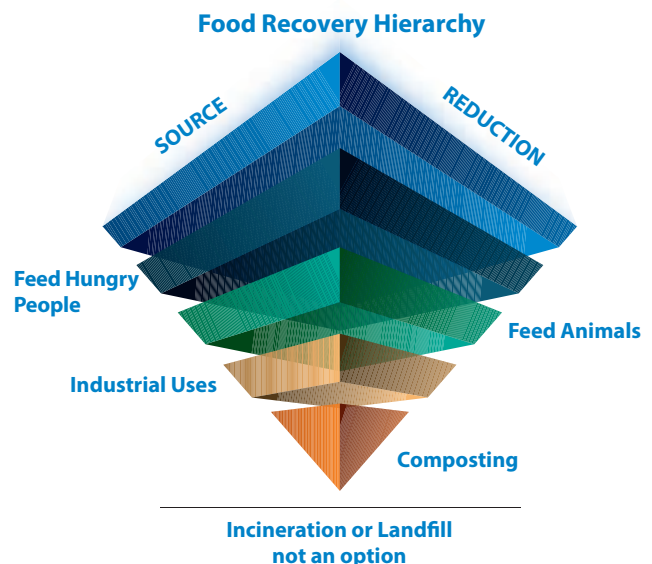 Food Recovery Hierarchy
SOURCE
REDUCTION
Feed Hungry
People
Feed Animals
Industrial Uses
Composting
Incineration or Landfill
not an option